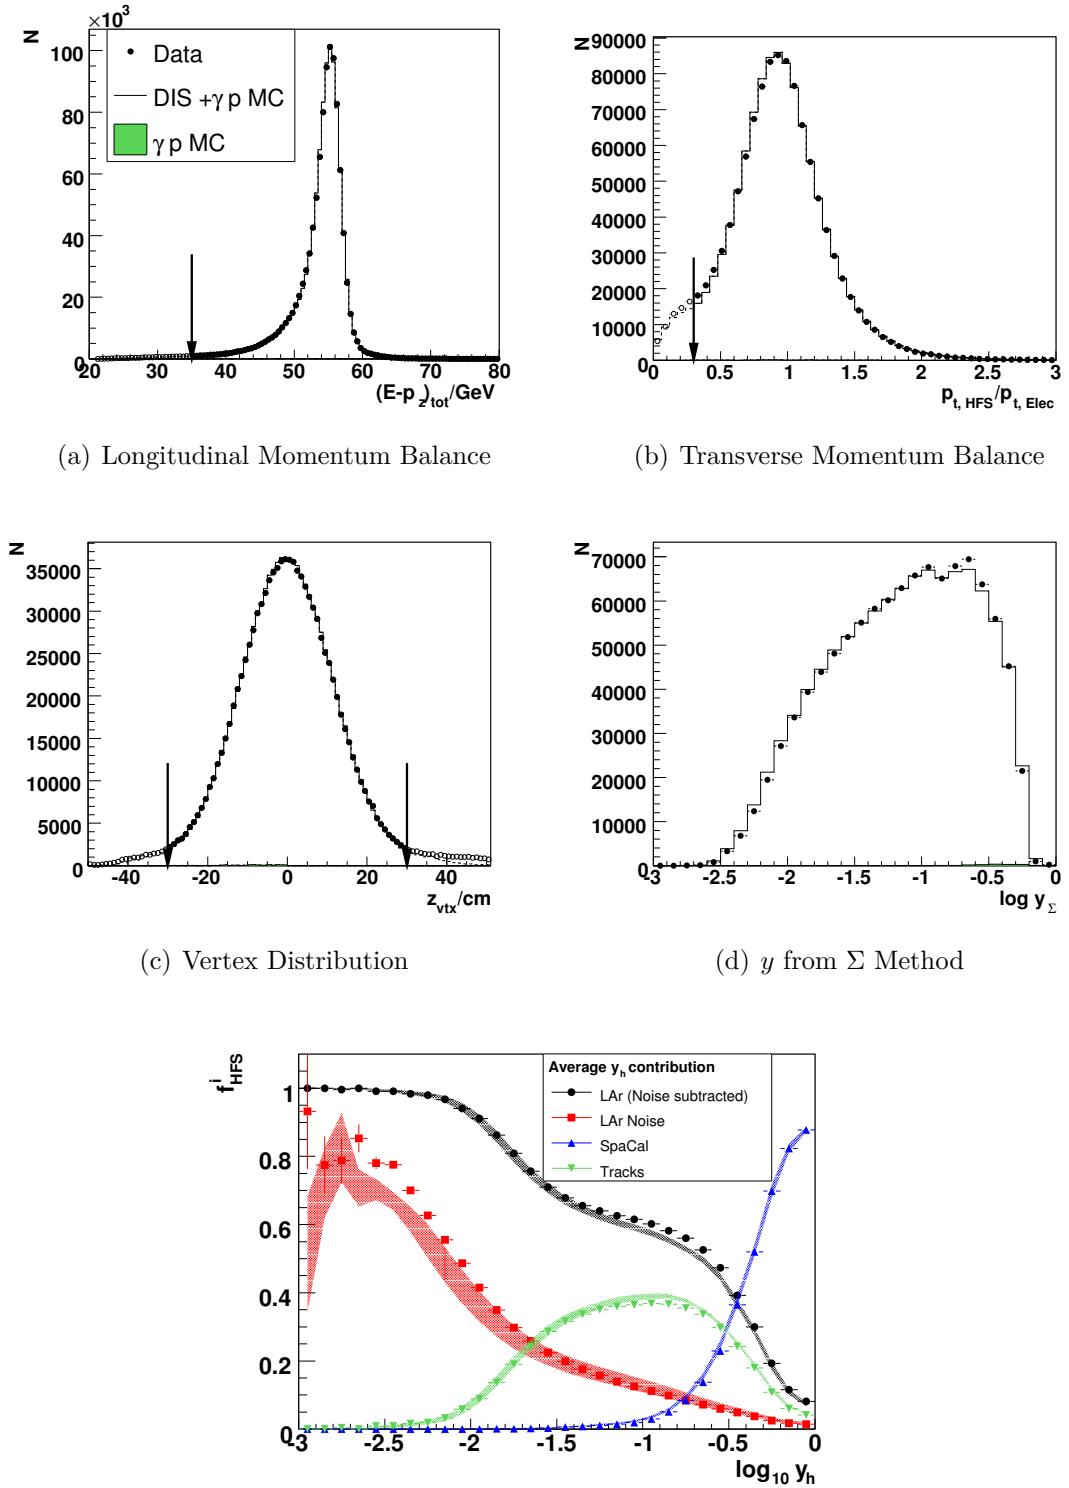 ×10³
N
100
80
60
40
20
0
Data
DIS +γ p MC
γ p MC
20 30 40 50 60 70 80
(E-p_z)_tot/GeV
(a) Longitudinal Momentum Balance
N
90000
80000
70000
60000
50000
40000
30000
20000
10000
0
0 0.5 1 1.5 2 2.5 3
p_t, HFS/p_t, Elec
(b) Transverse Momentum Balance
N
35000
30000
25000
20000
15000
10000
5000
0
-40 -20 0 20 40
z_vtx/cm
(c) Vertex Distribution
N
70000
60000
50000
40000
30000
20000
10000
0
-3 -2.5 -2 -1.5 -1 -0.5 0
log y_Σ
(d) y from Σ Method
f^i_HFS
1
0.8
0.6
0.4
0.2
0
Average y_h contribution
LAr (Noise subtracted)
LAr Noise
SpaCal
Tracks
-3 -2.5 -2 -1.5 -1 -0.5 0
log₁₀ y_h